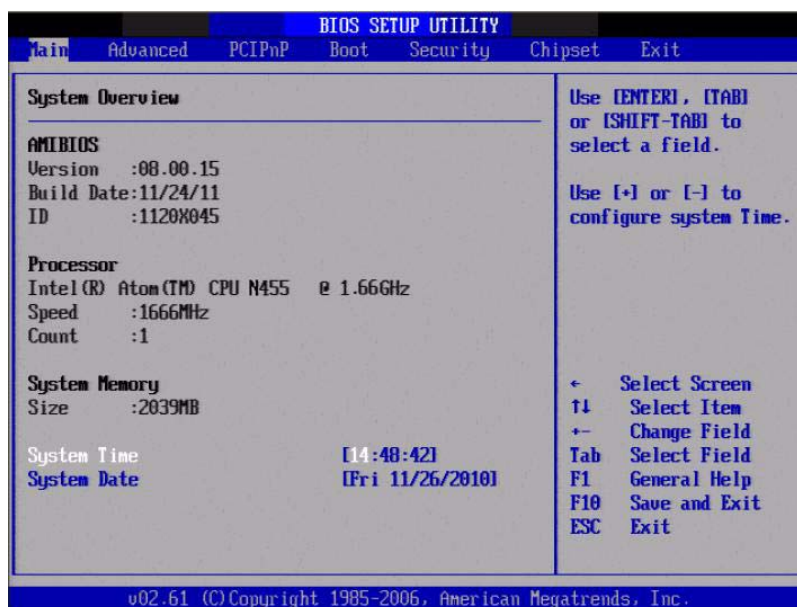 BIOS SETUP UTILITY
Main Advanced PCIPnP Boot Security Chipset Exit
System Overview
AMIBIOS
Version :08.00.15
Build Date:11/24/11
ID :1120X045
Processor
Intel(R) Atom(TM) CPU N455 @ 1.66GHz
Speed :1666MHz
Count :1
System Memory
Size :2039MB
System Time [14:48:42]
System Date [Fri 11/26/2010]
Use [ENTER], [TAB]
or [SHIFT-TAB] to
select a field.
Use [+] or [-] to
configure system Time.
← Select Screen
↑↓ Select Item
+- Change Field
Tab Select Field
F1 General Help
F10 Save and Exit
ESC Exit
v02.61 (C)Copyright 1985-2006, American Megatrends, Inc.